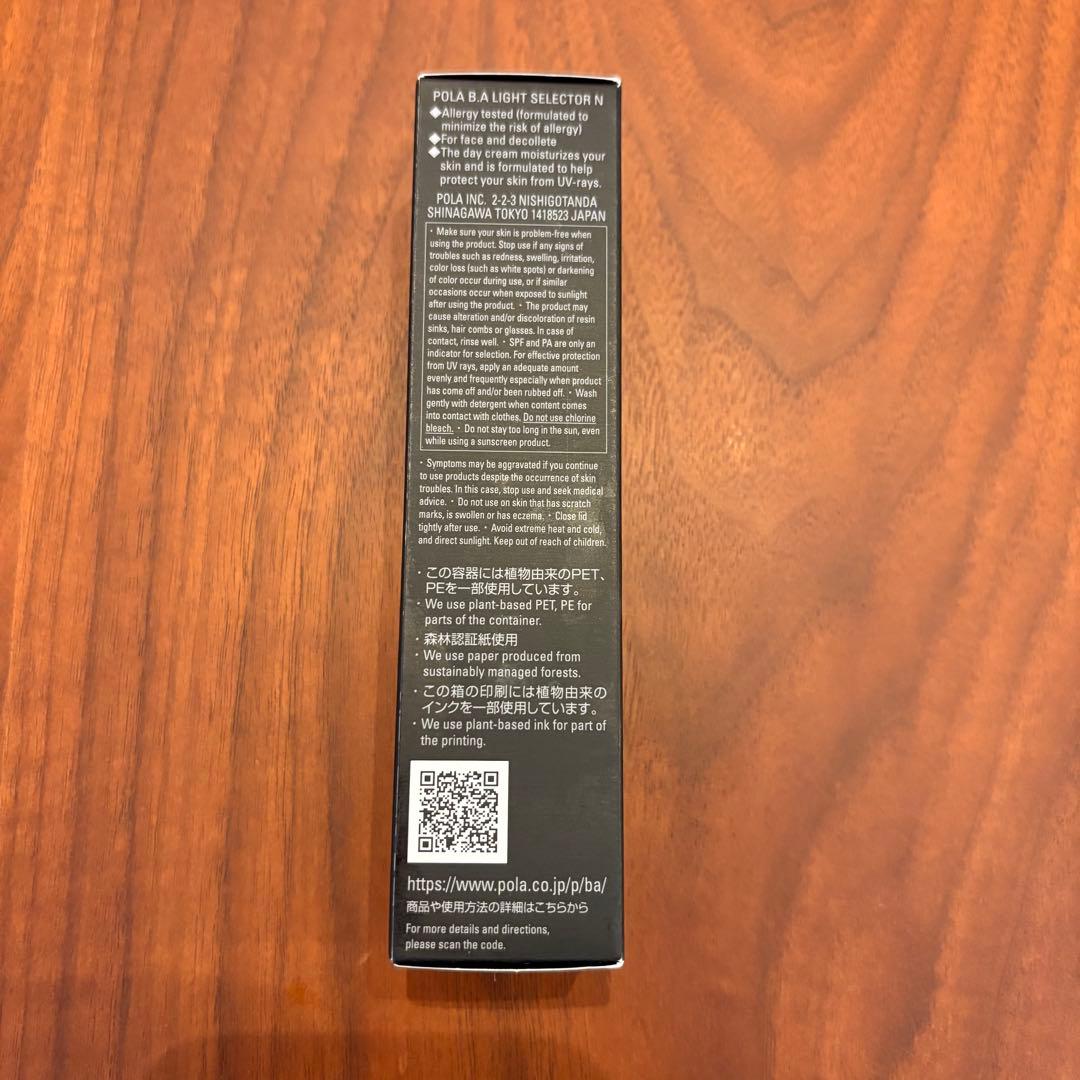 POLA B.A LIGHT SELECTOR N
◆Allergy tested (formulated to
minimize the risk of allergy)
◆For face and decollete
◆The day cream moisturizes your
skin and is formulated to help
protect your skin from UV-rays.
POLA INC. 2-2-3 NISHIGOTANDA
SHINAGAWA TOKYO 1418523 JAPAN
・Make sure your skin is problem-free when
using the product. Stop use if any signs of
troubles such as redness, swelling, irritation,
color loss (such as white spots) or darkening
of color occur during use, or if similar
occasions occur when exposed to sunlight
after using the product. ・The product may
cause alteration and/or discoloration of resin
sinks, hair combs or glasses. In case of
contact, rinse well. ・SPF and PA are only an
indicator for selection. For effective protection
from UV rays, apply an adequate amount
evenly and frequently especially when product
has come off and/or been rubbed off. ・Wash
gently with detergent when content comes
into contact with clothes. Do not use chlorine
bleach. ・Do not stay too long in the sun, even
while using a sunscreen product.
・Symptoms may be aggravated if you continue
to use products despite the occurrence of skin
troubles. In this case, stop use and seek medical
advice. ・Do not use on skin that has scratch
marks, is swollen or has eczema. ・Close lid
tightly after use. ・Avoid extreme heat and cold,
and direct sunlight. Keep out of reach of children.
・この容器には植物由来のPET、
PEを一部使用しています。
・We use plant-based PET, PE for
parts of the container.
・森林認証紙使用
・We use paper produced from
sustainably managed forests.
・この箱の印刷には植物由来の
インクを一部使用しています。
・We use plant-based ink for part of
the printing.
https://www.pola.co.jp/p/ba/
商品や使用方法の詳細はこちらから
For more details and directions,
please scan the code.